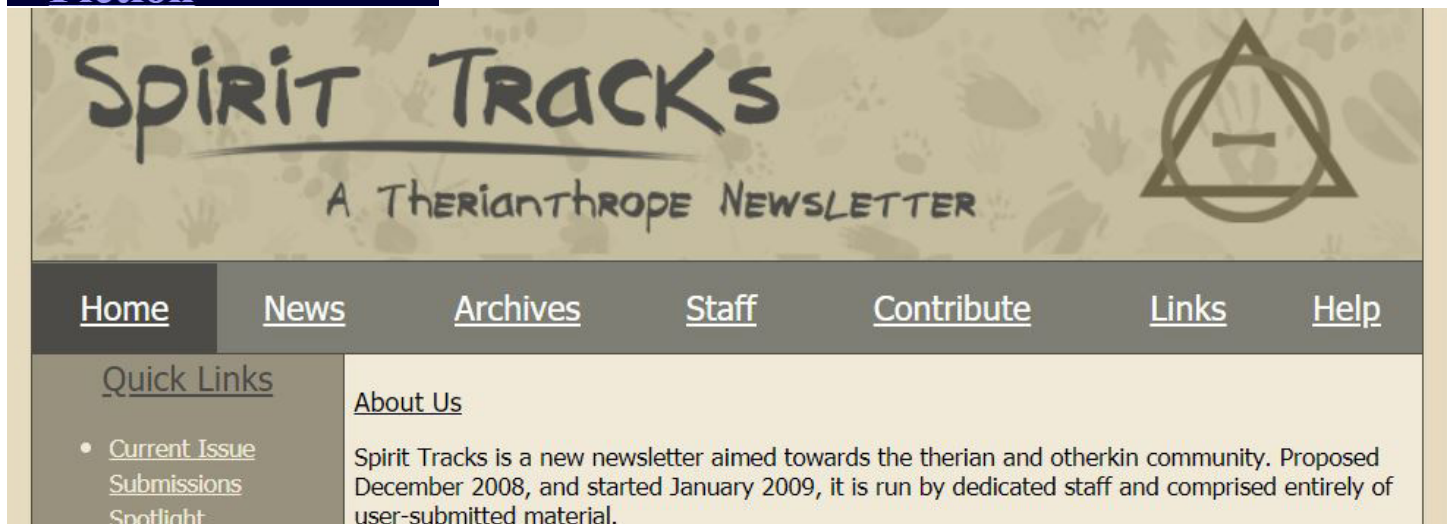 Fiction
Spirit Tracks
A Therianthrope Newsletter
Home News Archives Staff Contribute Links Help
Quick Links
• Current Issue
Submissions
Spotlight
About Us
Spirit Tracks is a new newsletter aimed towards the therian and otherkin community. Proposed
December 2008, and started January 2009, it is run by dedicated staff and comprised entirely of
user-submitted material.